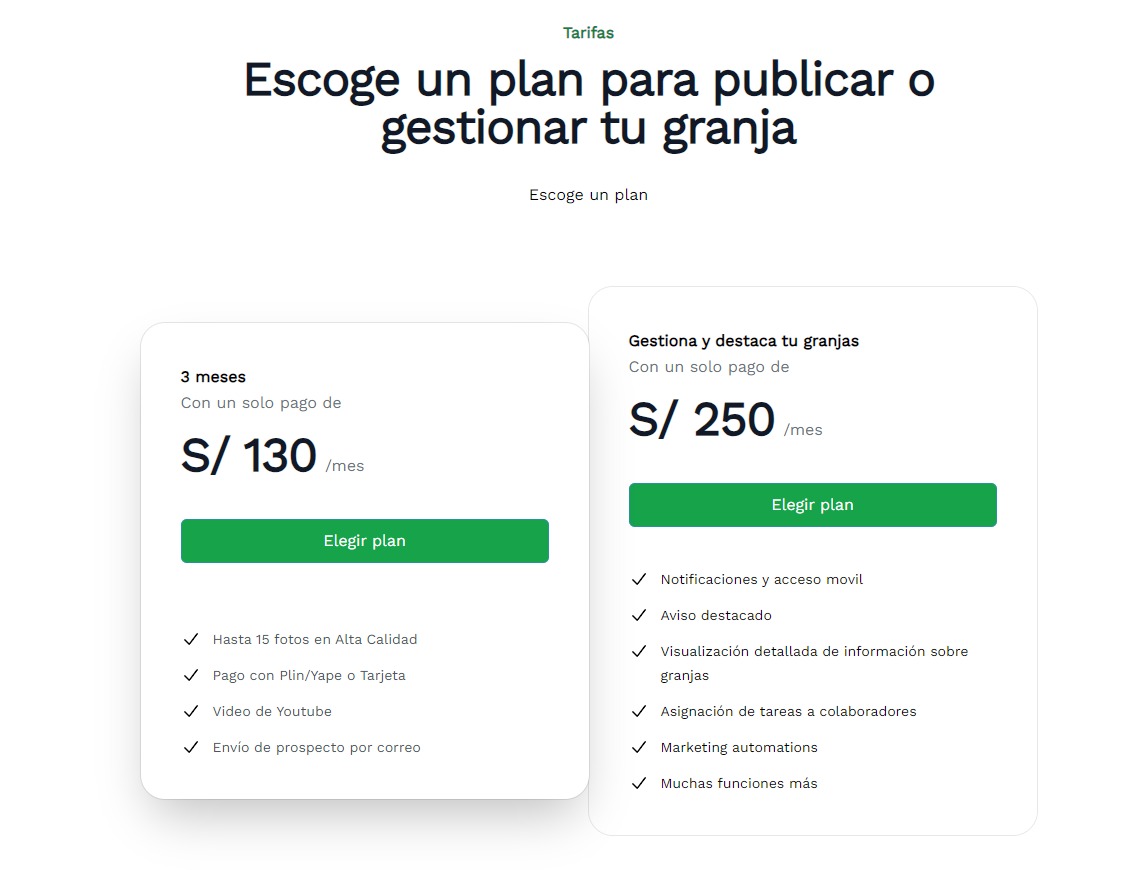 Tarifas
Escoge un plan para publicar o
gestionar tu granja
Escoge un plan
3 meses
Con un solo pago de
S/ 130 /mes
Elegir plan
Hasta 15 fotos en Alta Calidad
Pago con Plin/Yape o Tarjeta
Video de Youtube
Envío de prospecto por correo
Gestiona y destaca tu granjas
Con un solo pago de
S/ 250 /mes
Elegir plan
Notificaciones y acceso movil
Aviso destacado
Visualización detallada de información sobre
granjas
Asignación de tareas a colaboradores
Marketing automations
Muchas funciones más